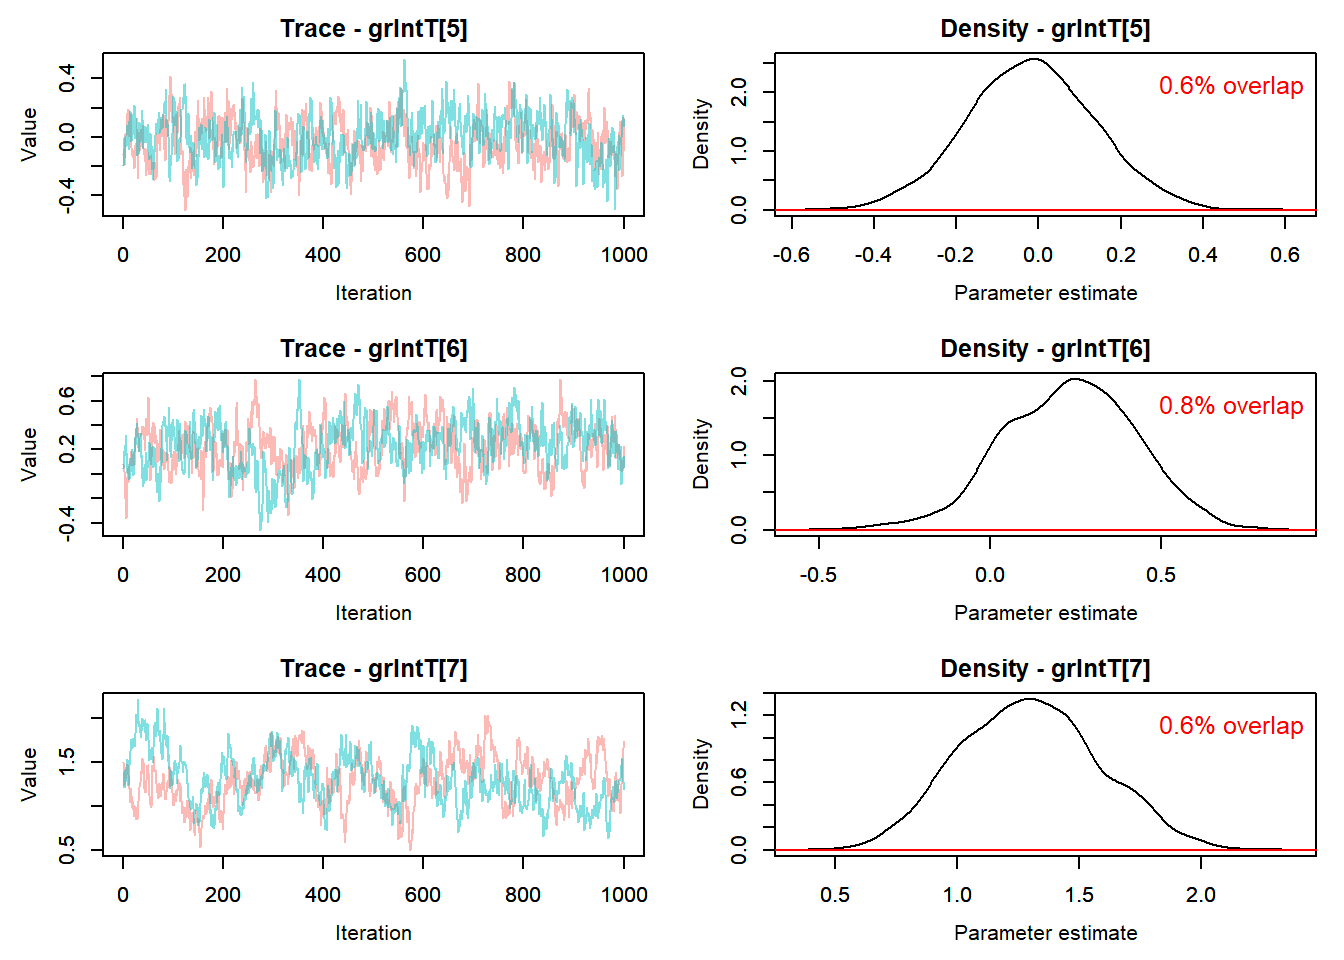 Trace - grIntT[5]
Value
-0.4 0.0 0.4
0 200 400 600 800 1000
Iteration
Density - grIntT[5]
0.6% overlap
Density
0.0 1.0 2.0
-0.6 -0.4 -0.2 0.0 0.2 0.4 0.6
Parameter estimate
Trace - grIntT[6]
Value
-0.4 0.2 0.6
0 200 400 600 800 1000
Iteration
Density - grIntT[6]
0.8% overlap
Density
0.0 1.0 2.0
-0.5 0.0 0.5
Parameter estimate
Trace - grIntT[7]
Value
0.5 1.5
0 200 400 600 800 1000
Iteration
Density - grIntT[7]
0.6% overlap
Density
0.0 0.6 1.2
0.5 1.0 1.5 2.0
Parameter estimate